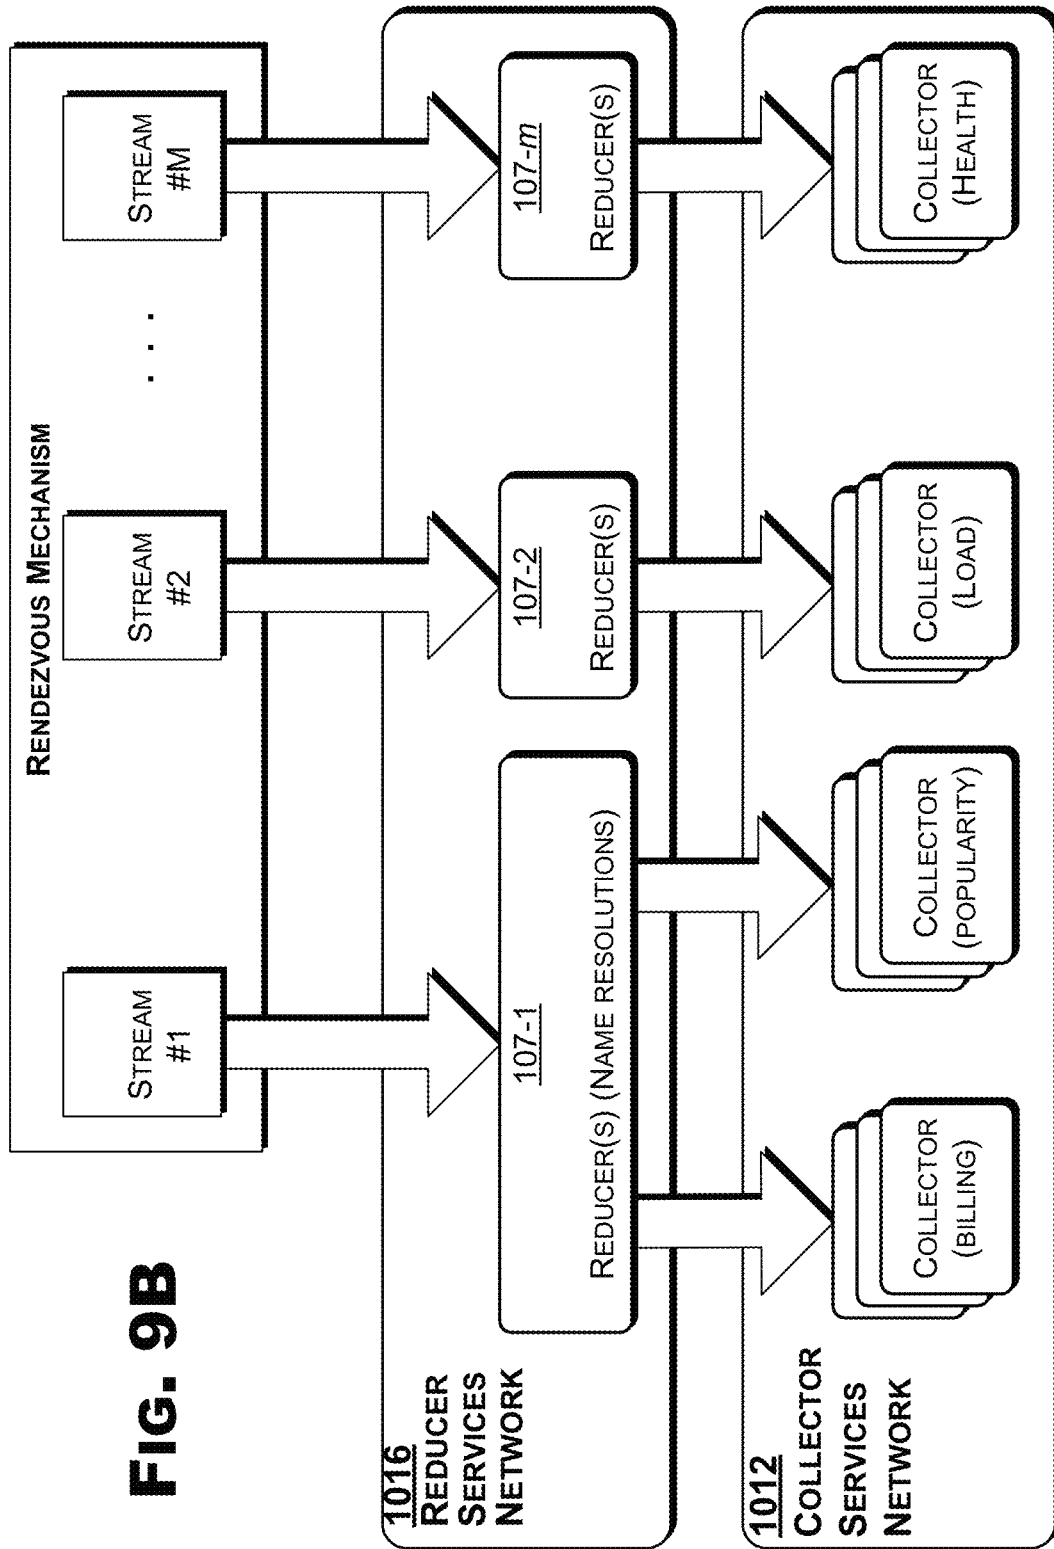 RENDEZVOUS MECHANISM
STREAM
#1
STREAM
#2
. . .
STREAM
#M
1016
REDUCER
SERVICES
NETWORK
107-1
REDUCER(S) (NAME RESOLUTIONS)
107-2
REDUCER(S)
107-m
REDUCER(S)
1012
COLLECTOR
SERVICES
NETWORK
COLLECTOR
(BILLING)
COLLECTOR
(POPULARITY)
COLLECTOR
(LOAD)
COLLECTOR
(HEALTH)
FIG. 9B